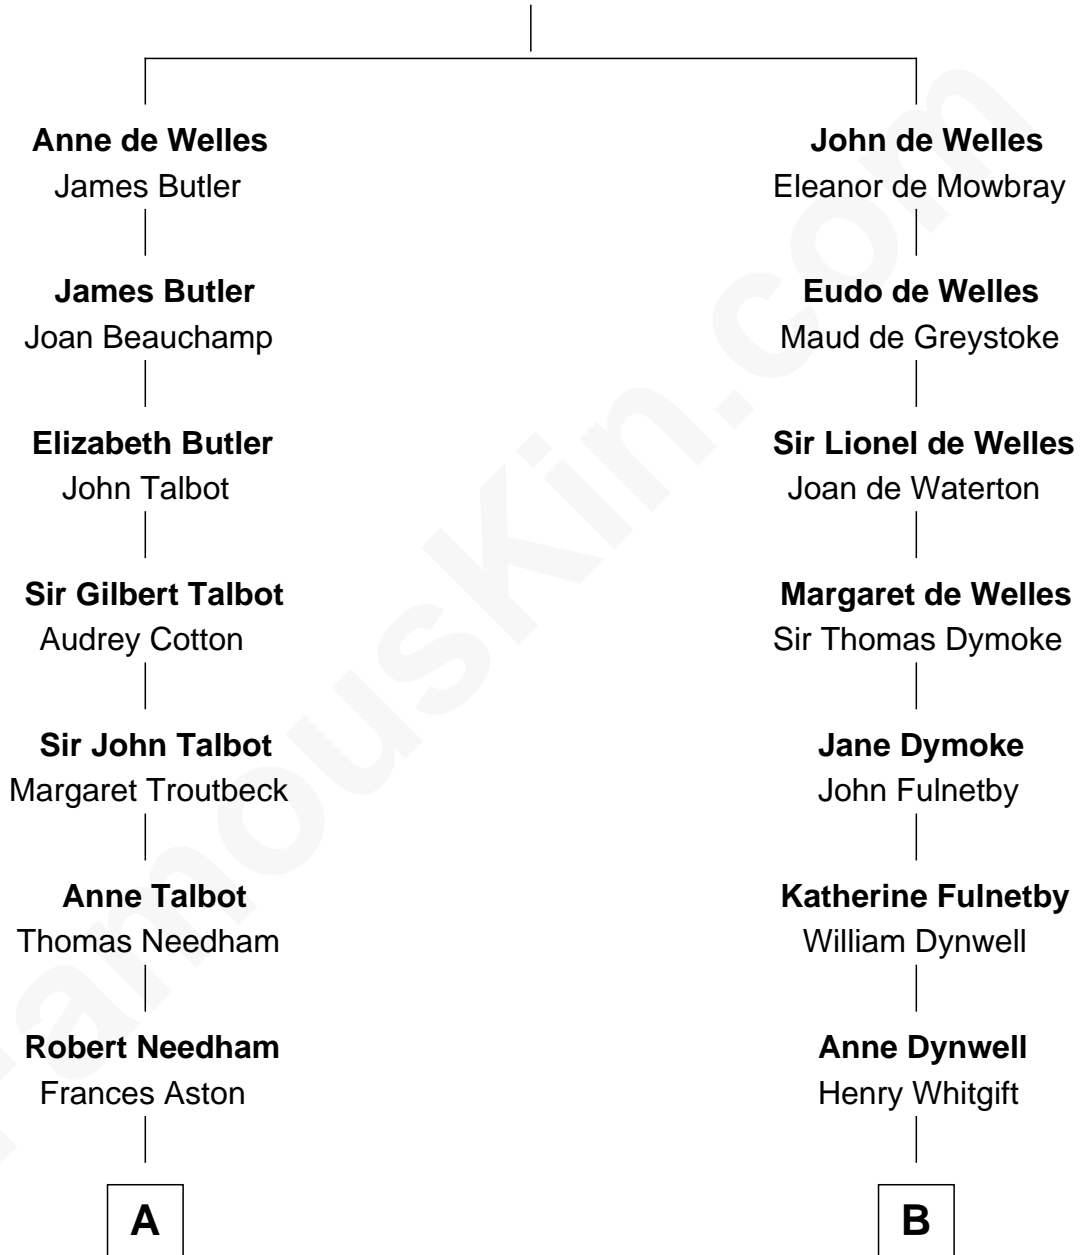 Anne de Welles
James Butler
James Butler
Joan Beauchamp
Elizabeth Butler
John Talbot
Sir Gilbert Talbot
Audrey Cotton
Sir John Talbot
Margaret Troutbeck
Anne Talbot
Thomas Needham
Robert Needham
Frances Aston
A
John de Welles
Eleanor de Mowbray
Eudo de Welles
Maud de Greystoke
Sir Lionel de Welles
Joan de Waterton
Margaret de Welles
Sir Thomas Dymoke
Jane Dymoke
John Fulnetby
Katherine Fulnetby
William Dynwell
Anne Dynwell
Henry Whitgift
B
FamousKin.com